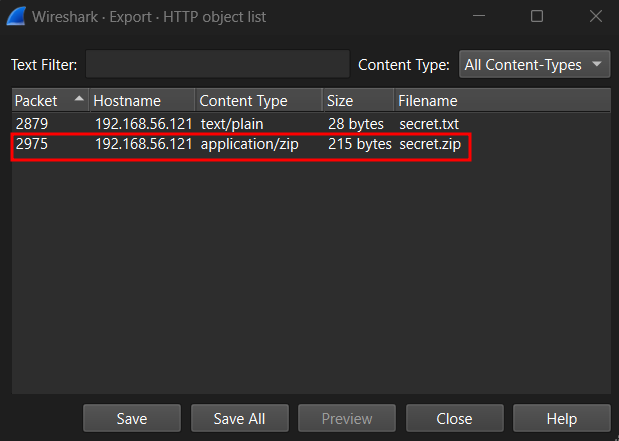 Wireshark · Export · HTTP object list
Text Filter: Content Type: All Content-Types
Packet Hostname Content Type Size Filename
2879 192.168.56.121 text/plain 28 bytes secret.txt
2975 192.168.56.121 application/zip 215 bytes secret.zip
Save Save All Preview Close Help